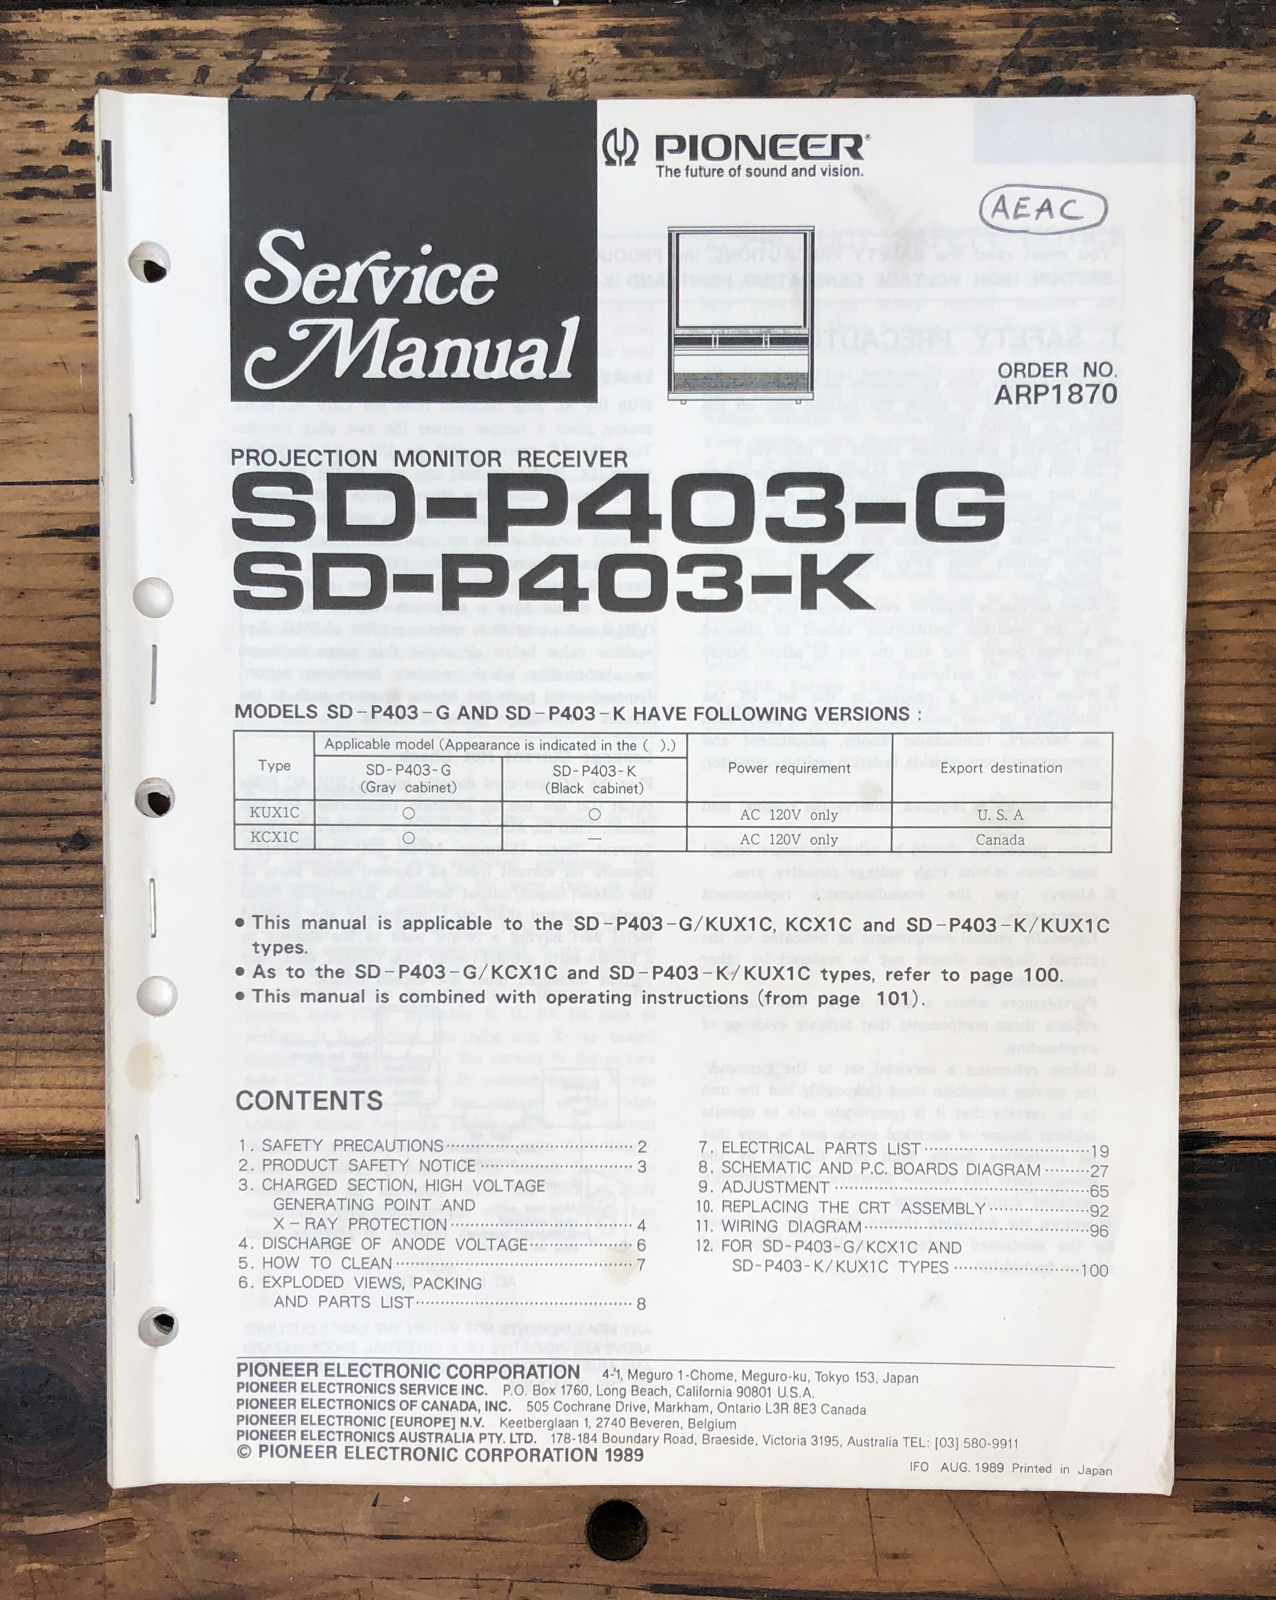 Service
Manual
PIONEER®
The future of sound and vision.
AEAC
ORDER NO.
ARP1870
PROJECTION MONITOR RECEIVER
SD-P403-G
SD-P403-K
MODELS SD-P403-G AND SD-P403-K HAVE FOLLOWING VERSIONS :
Type
Applicable model (Appearance is indicated in the ( ).)
SD-P403-G
(Gray cabinet)
SD-P403-K
(Black cabinet)
Power requirement
Export destination
KUX1C ○ ○ AC 120V only U. S. A
KCX1C ○ — AC 120V only Canada
● This manual is applicable to the SD-P403-G/KUX1C, KCX1C and SD-P403-K/KUX1C
types.
● As to the SD-P403-G/KCX1C and SD-P403-K/KUX1C types, refer to page 100.
● This manual is combined with operating instructions (from page 101).
CONTENTS
1. SAFETY PRECAUTIONS 2
2. PRODUCT SAFETY NOTICE 3
3. CHARGED SECTION, HIGH VOLTAGE
GENERATING POINT AND
X-RAY PROTECTION 4
4. DISCHARGE OF ANODE VOLTAGE 6
5. HOW TO CLEAN 7
6. EXPLODED VIEWS, PACKING
AND PARTS LIST 8
7. ELECTRICAL PARTS LIST 19
8. SCHEMATIC AND P.C. BOARDS DIAGRAM 27
9. ADJUSTMENT 65
10. REPLACING THE CRT ASSEMBLY 92
11. WIRING DIAGRAM 96
12. FOR SD-P403-G/KCX1C AND
SD-P403-K/KUX1C TYPES 100
PIONEER ELECTRONIC CORPORATION 4-1, Meguro 1-Chome, Meguro-ku, Tokyo 153, Japan
PIONEER ELECTRONICS SERVICE INC. P.O. Box 1760, Long Beach, California 90801 U.S.A.
PIONEER ELECTRONICS OF CANADA, INC. 505 Cochrane Drive, Markham, Ontario L3R 8E3 Canada
PIONEER ELECTRONIC [EUROPE] N.V. Keetberglaan 1, 2740 Beveren, Belgium
PIONEER ELECTRONICS AUSTRALIA PTY. LTD. 178-184 Boundary Road, Braeside, Victoria 3195, Australia TEL: [03] 580-9911
© PIONEER ELECTRONIC CORPORATION 1989
IFO AUG. 1989 Printed in Japan